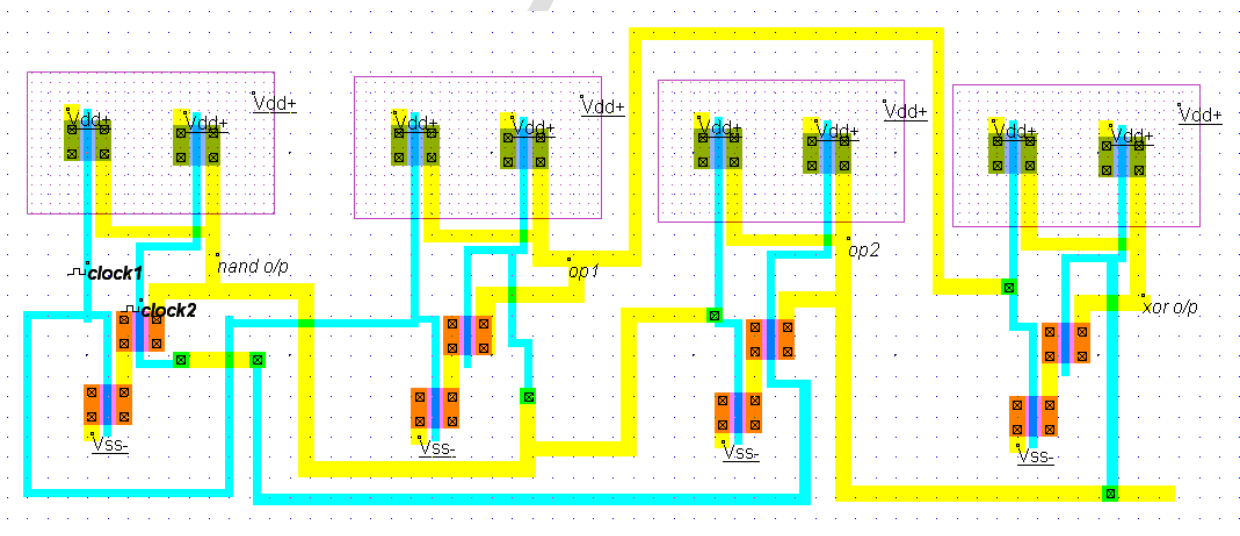 Vdd+
Vdd+
Vdd+
Vdd+
Vdd+
Vdd+
Vdd+
Vdd+
Vdd+
Vdd+
Vdd+
Vdd+
clock1
nand o/p
op1
op2
clock2
xor o/p
Vss-
Vss-
Vss-
Vss-